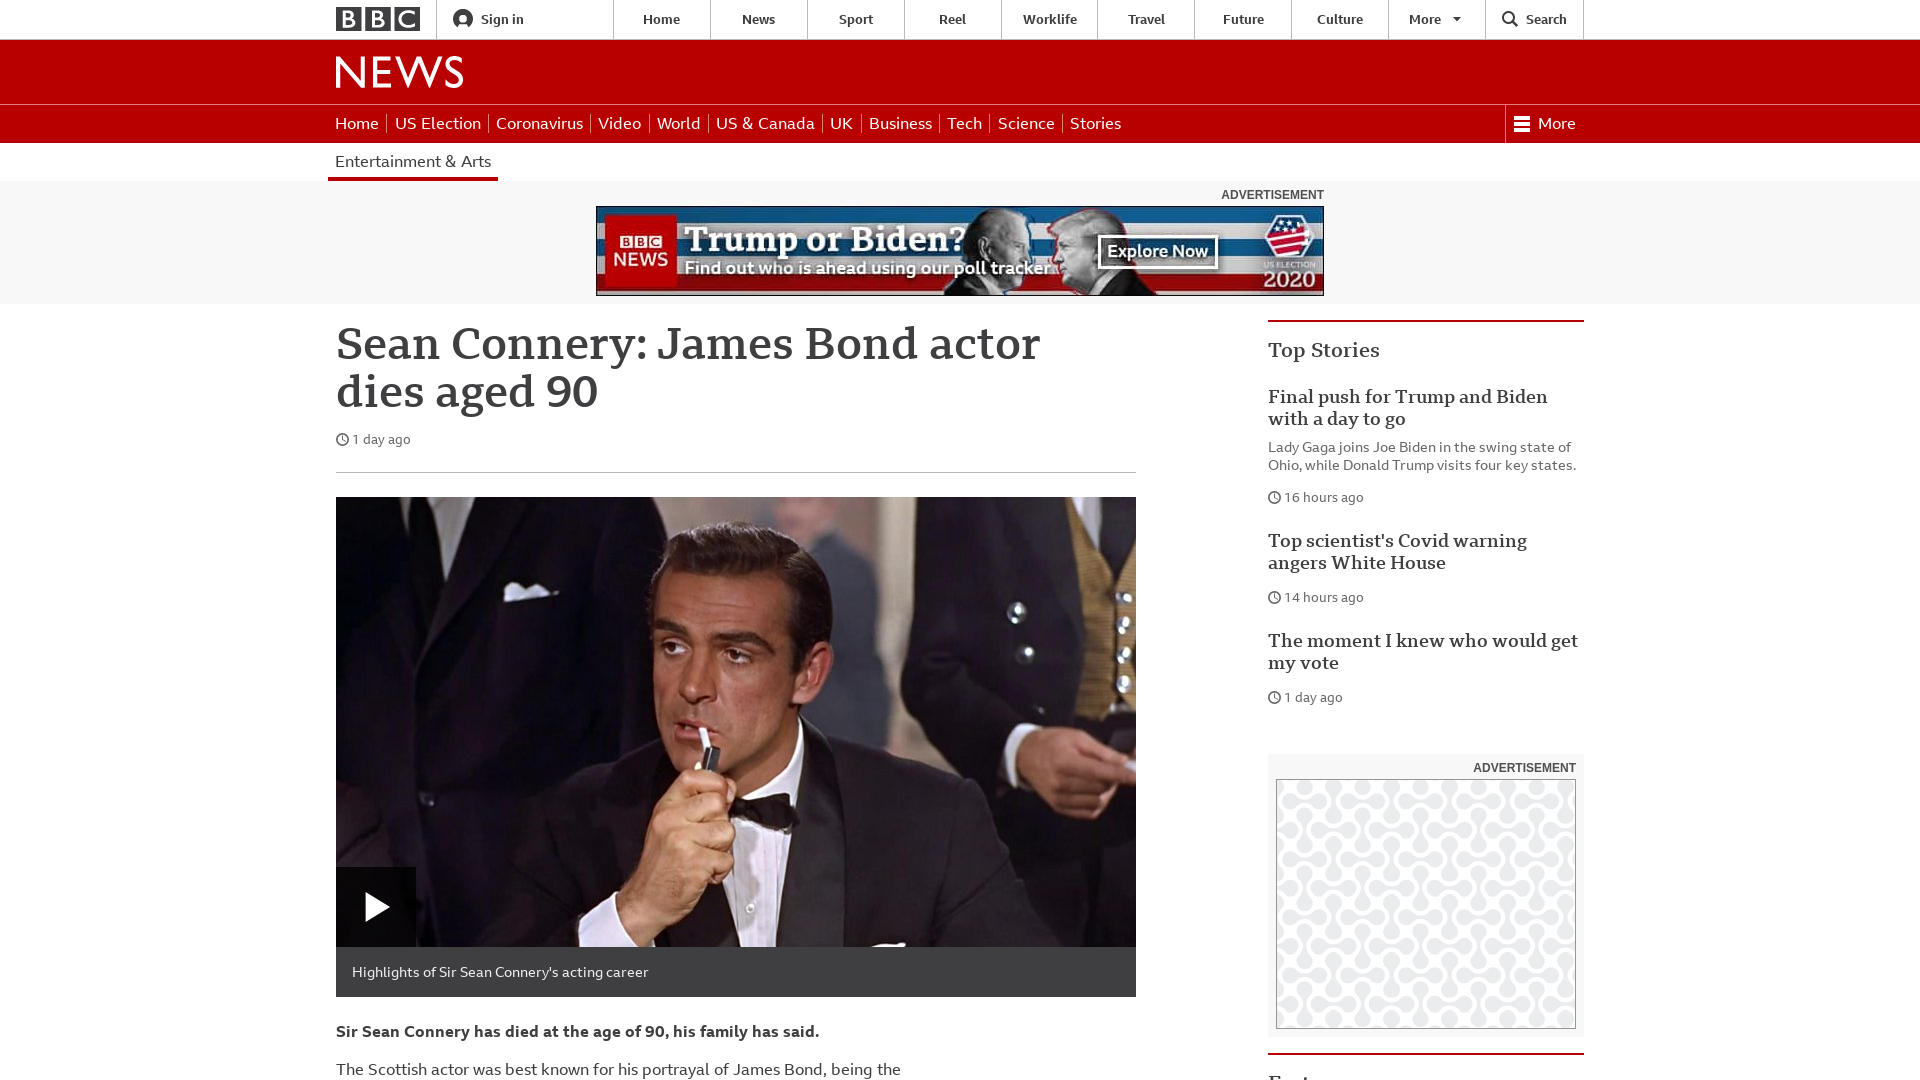 BBC
Sign in
Home
News
Sport
Reel
Worklife
Travel
Future
Culture
More
Search
NEWS
Home
US Election
Coronavirus
Video
World
US & Canada
UK
Business
Tech
Science
Stories
More
Entertainment & Arts
ADVERTISEMENT
BBC
NEWS
Trump or Biden?
Find out who is ahead using our poll tracker
Explore Now
US ELECTION
2020
Sean Connery: James Bond actor
dies aged 90
1 day ago
Highlights of Sir Sean Connery's acting career
Sir Sean Connery has died at the age of 90, his family has said.
The Scottish actor was best known for his portrayal of James Bond, being the
Top Stories
Final push for Trump and Biden
with a day to go
Lady Gaga joins Joe Biden in the swing state of
Ohio, while Donald Trump visits four key states.
16 hours ago
Top scientist's Covid warning
angers White House
14 hours ago
The moment I knew who would get
my vote
1 day ago
ADVERTISEMENT